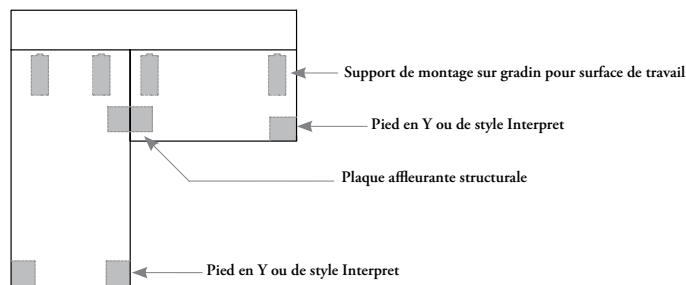 Support de montage sur gradin pour surface de travail
Pied en Y ou de style Interpret
Plaque affleurante structurale
Pied en Y ou de style Interpret